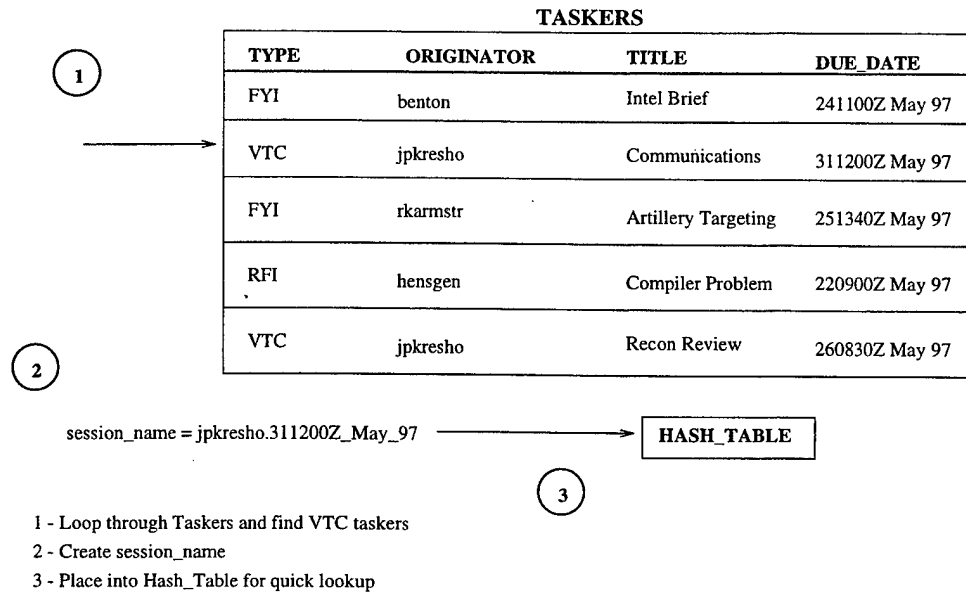 TASKERS
TYPE ORIGINATOR TITLE DUE_DATE
1
FYI benton Intel Brief 241100Z May 97
VTC jpkresho Communications 311200Z May 97
FYI rkarmstr Artillery Targeting 251340Z May 97
RFI hensgen Compiler Problem 220900Z May 97
VTC jpkresho Recon Review 260830Z May 97
2
session_name = jpkresho.311200Z_May_97 HASH_TABLE
3
1 - Loop through Taskers and find VTC taskers
2 - Create session_name
3 - Place into Hash_Table for quick lookup